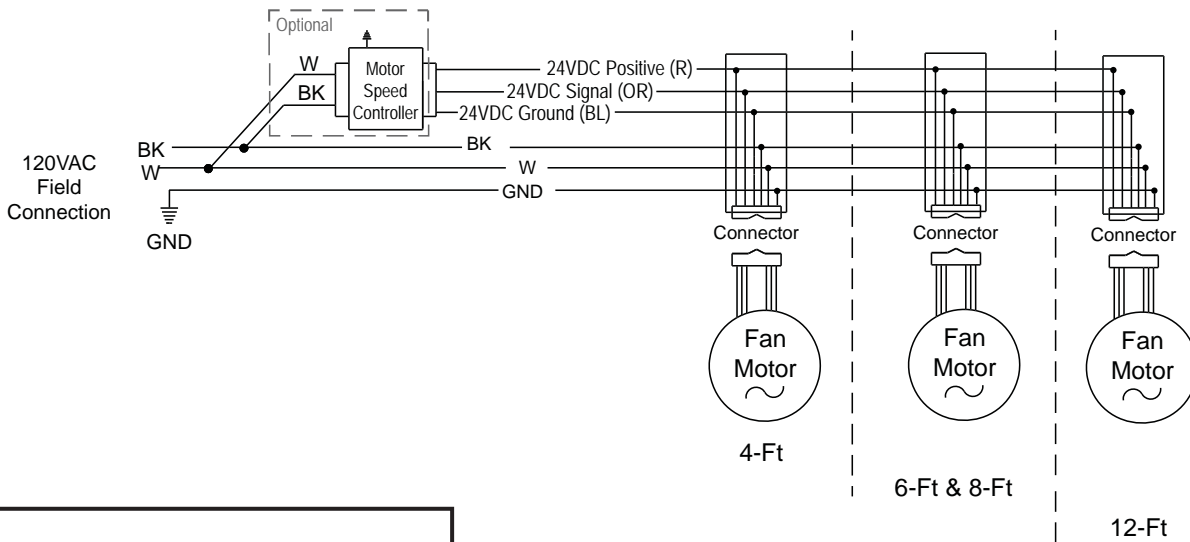 Optional
W
BK
Motor
Speed
Controller
24VDC Positive (R)
24VDC Signal (OR)
24VDC Ground (BL)
120VAC
Field
Connection
BK
W
GND
BK
W
GND
Connector
Connector
Connector
Fan
Motor
Fan
Motor
Fan
Motor
4-Ft
6-Ft & 8-Ft
12-Ft